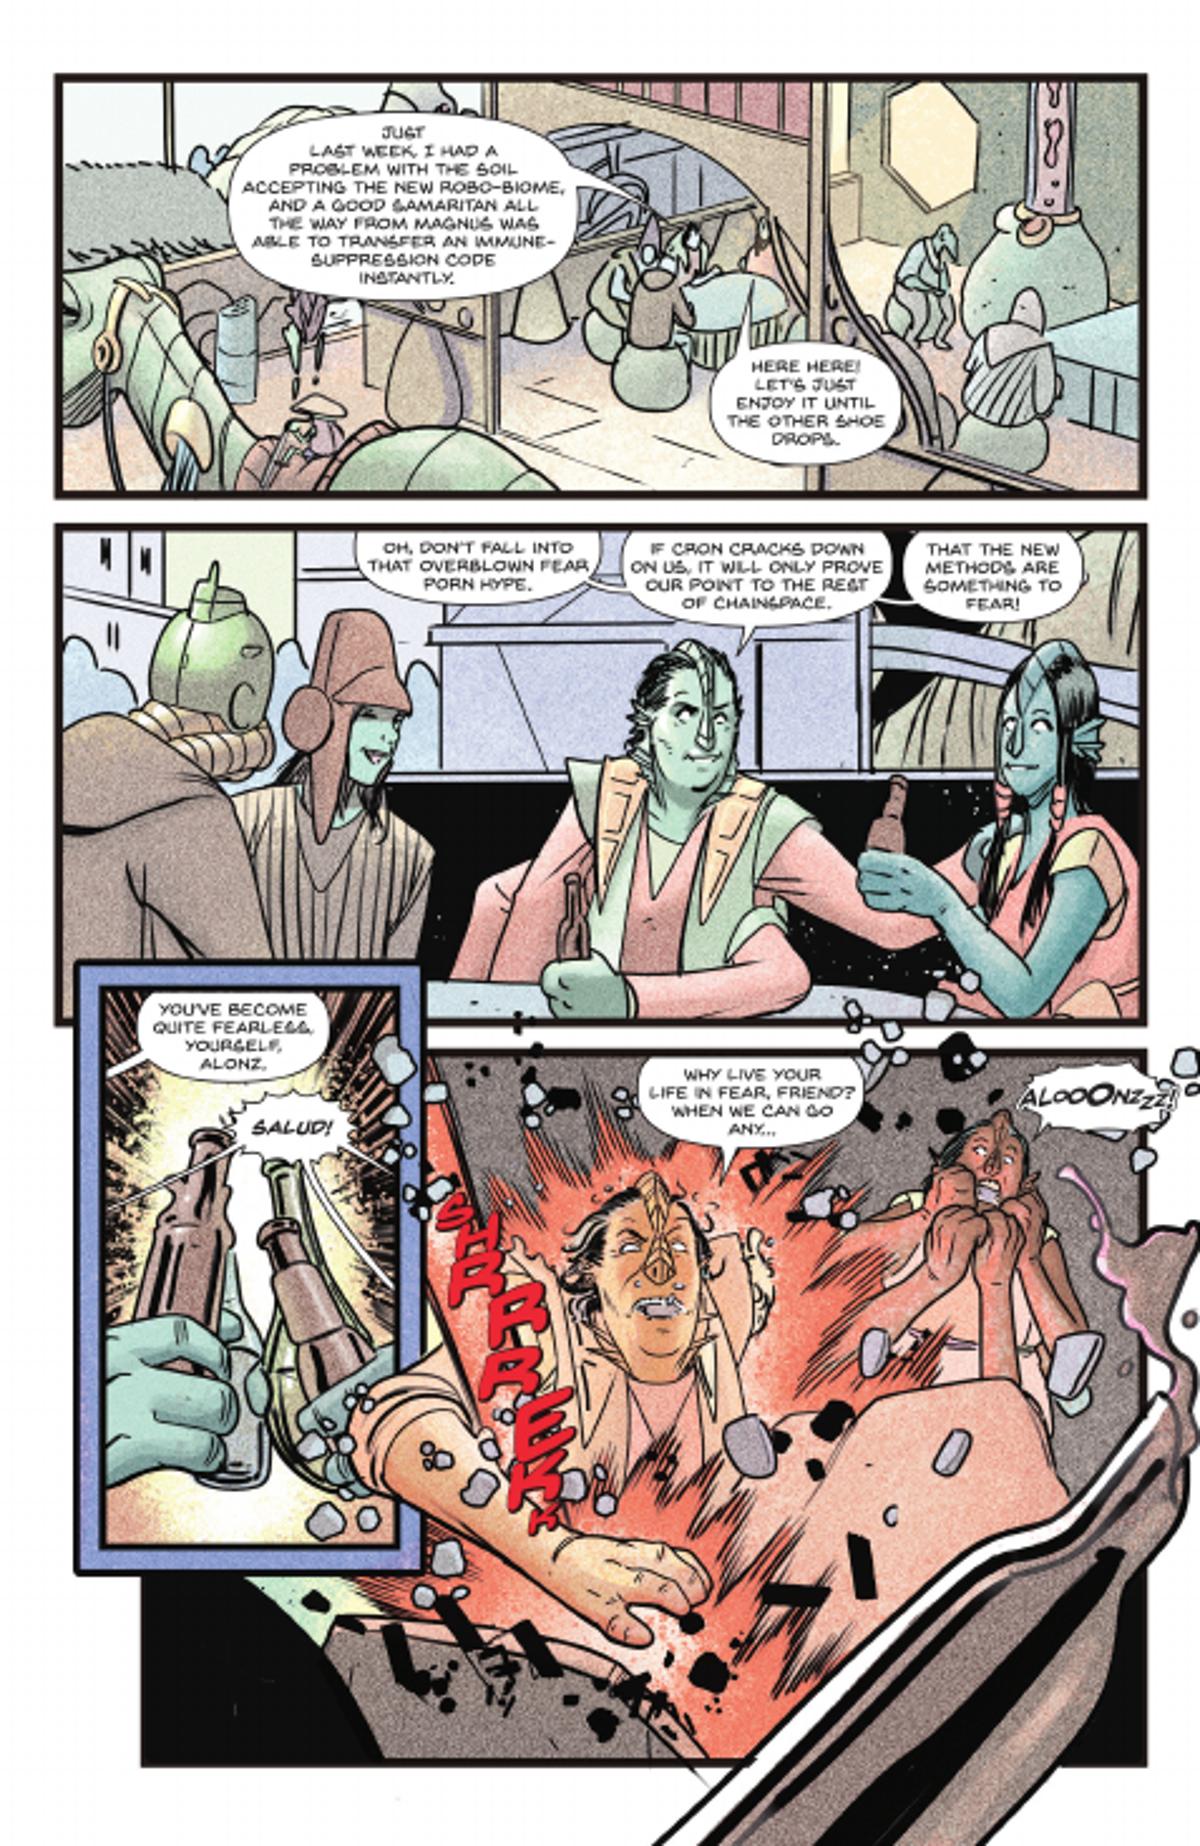 JUST
LAST WEEK, I HAD A
PROBLEM WITH THE SOIL
ACCEPTING THE NEW ROBO-BIOME,
AND A GOOD SAMARITAN ALL
THE WAY FROM MAGNUS WAS
ABLE TO TRANSFER AN IMMUNE-
SUPPRESSION CODE
INSTANTLY.
HERE HERE!
LET'S JUST
ENJOY IT UNTIL
THE OTHER SHOE
DROPS.
OH, DON'T FALL INTO
THAT OVERBLOWN FEAR
PORN HYPE.
IF CRON CRACKS DOWN
ON US, IT WILL ONLY PROVE
OUR POINT TO THE REST
OF CHAINSPACE.
THAT THE NEW
METHODS ARE
SOMETHING TO
FEAR!
YOU'VE BECOME
QUITE FEARLESS,
YOURSELF,
ALONZ.
SALUD!
WHY LIVE YOUR
LIFE IN FEAR, FRIEND?
WHEN WE CAN GO
ANY...
ALOOONZZZ!
SHRRREKK